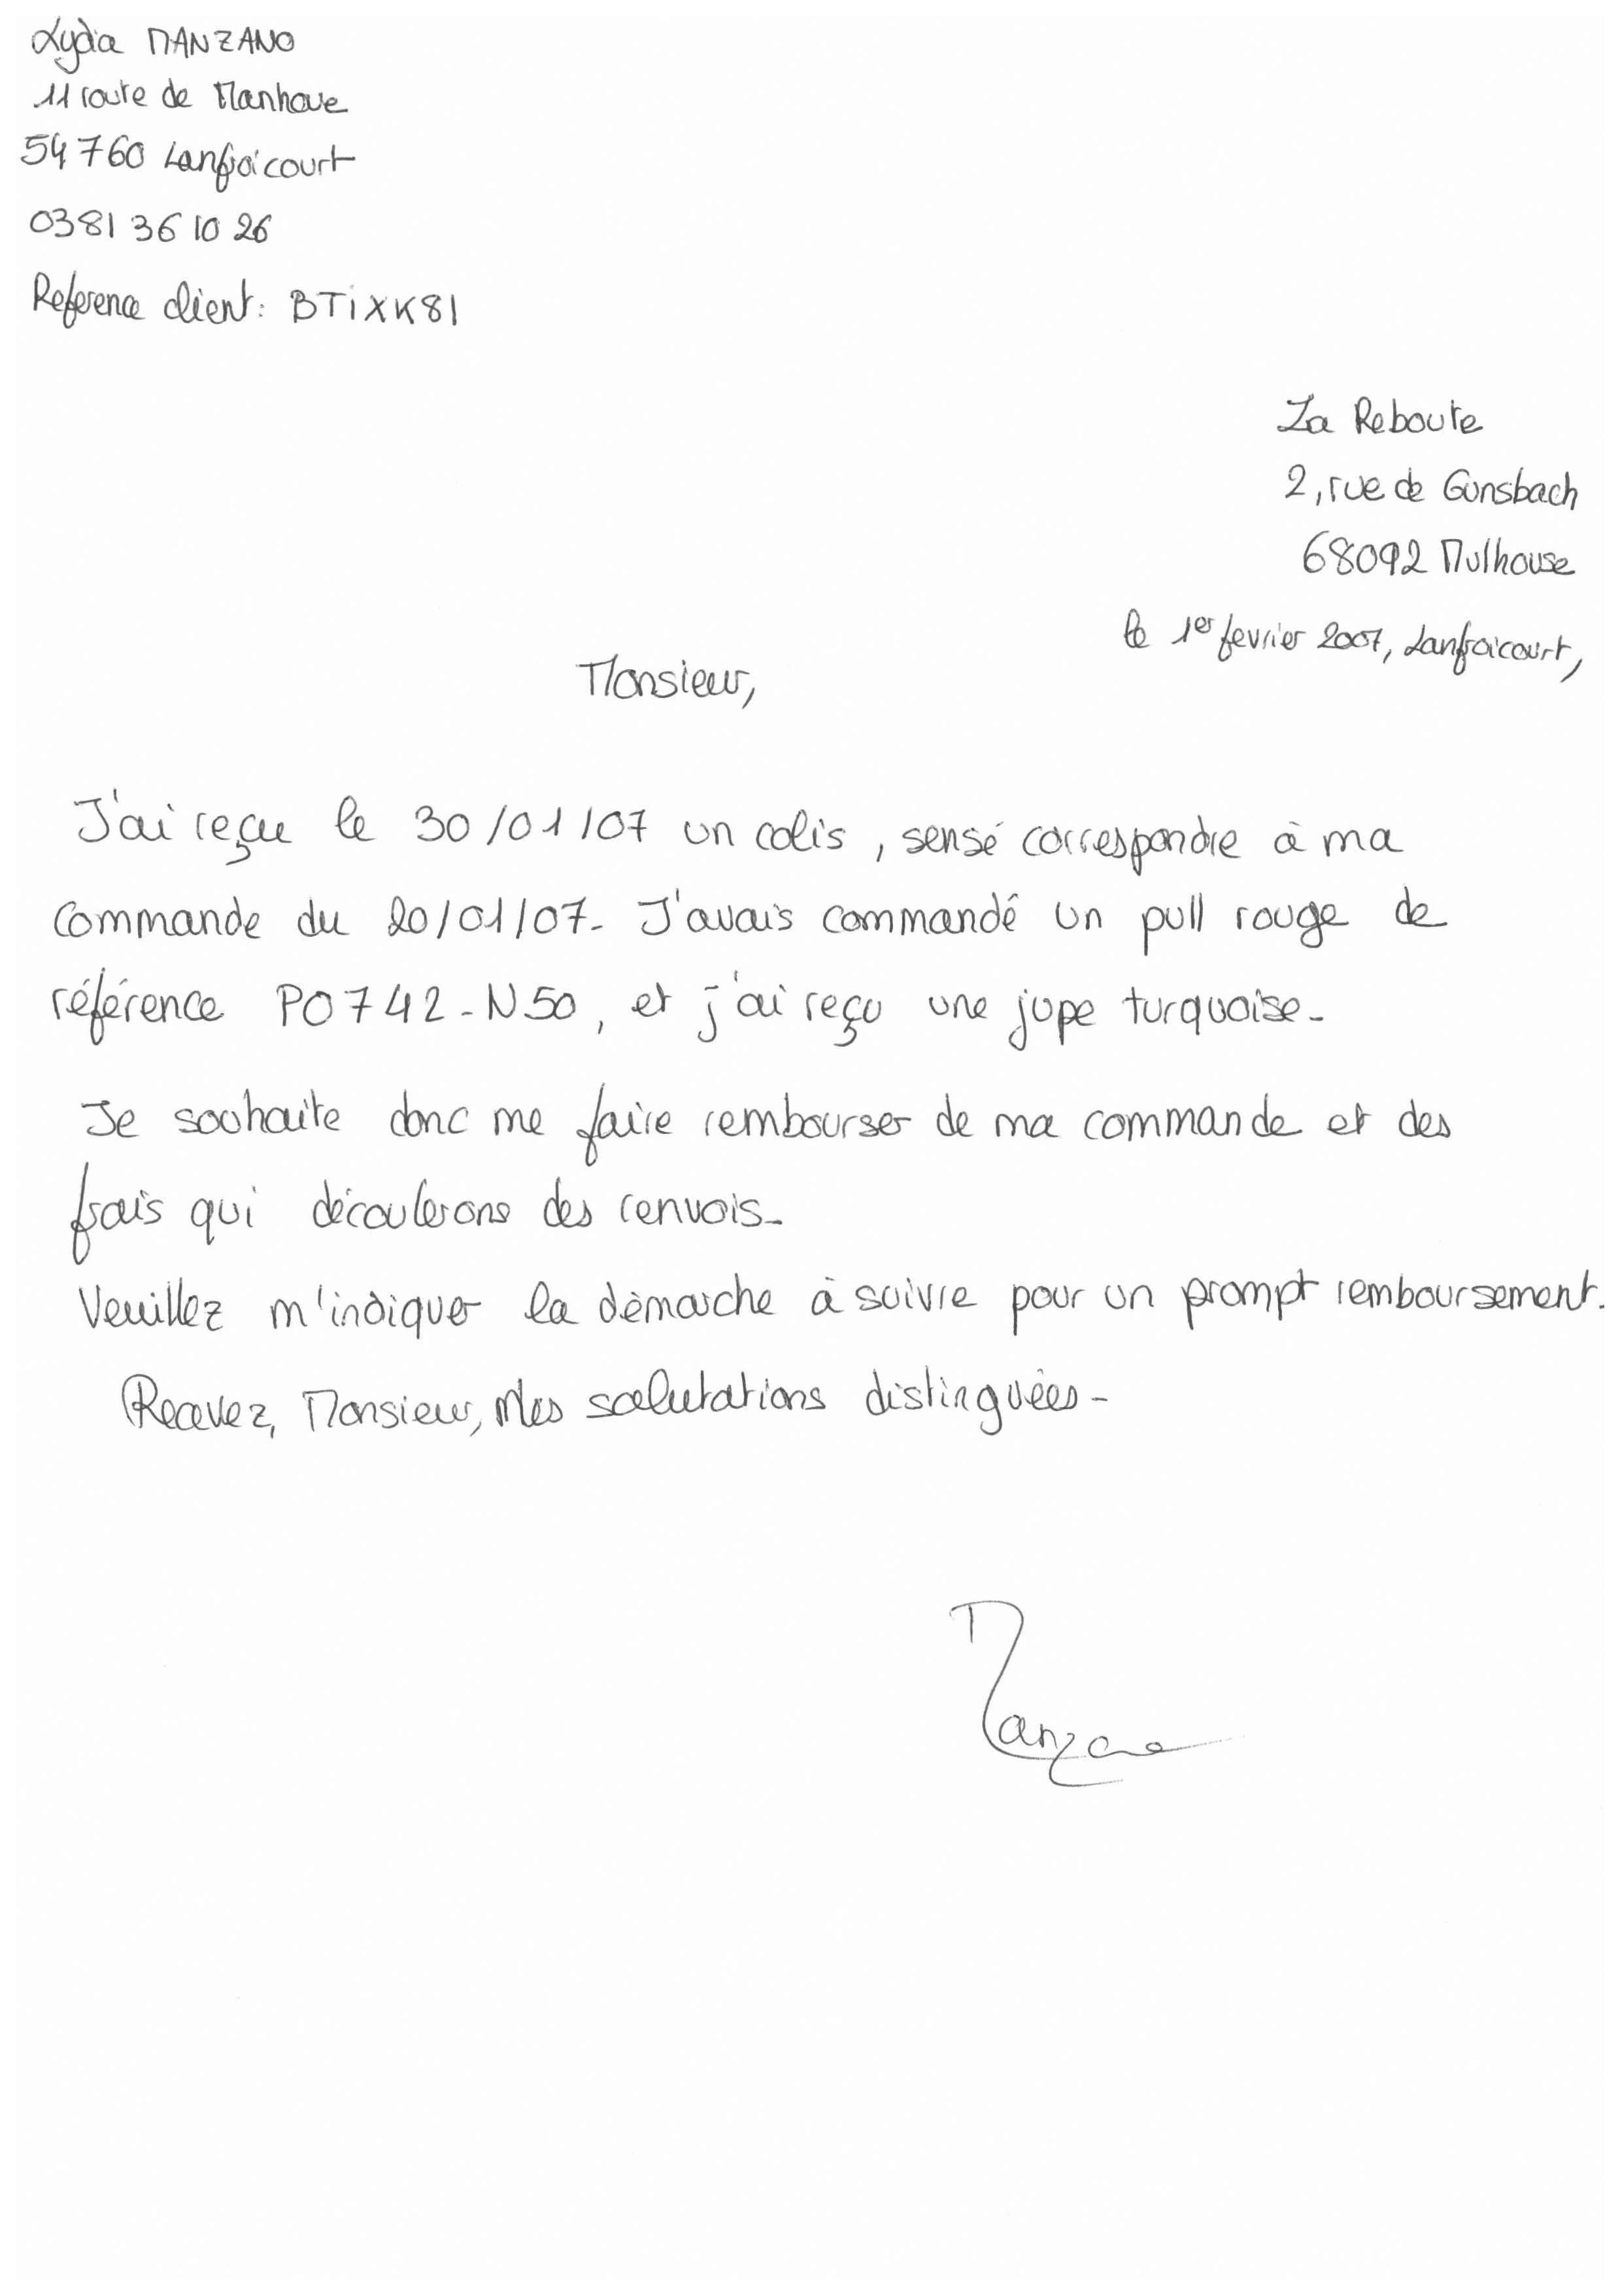 Lydia MANZANO
11 route de Manhoue
54760 Lanfroicourt
03 81 36 10 26
Reference client: BTiXK81
La Reboute
2, rue de Gunsbach
68092 Mulhouse
le 1er fevrier 2007, Lanfroicourt,
Monsieur,
J'ai reçu le 30/01/07 un colis, sensé correspondre à ma
commande du 20/01/07. J'avais commandé un pull rouge de
référence PO742-N50, et j'ai reçu une jupe turquoise.
Je souhaite donc me faire rembourser de ma commande et des
frais qui découlerons des renvois.
Veuillez m'indiquer la démarche à suivre pour un prompt remboursement.
Recevez, Monsieur, Mes salutations distinguées.
Manzano